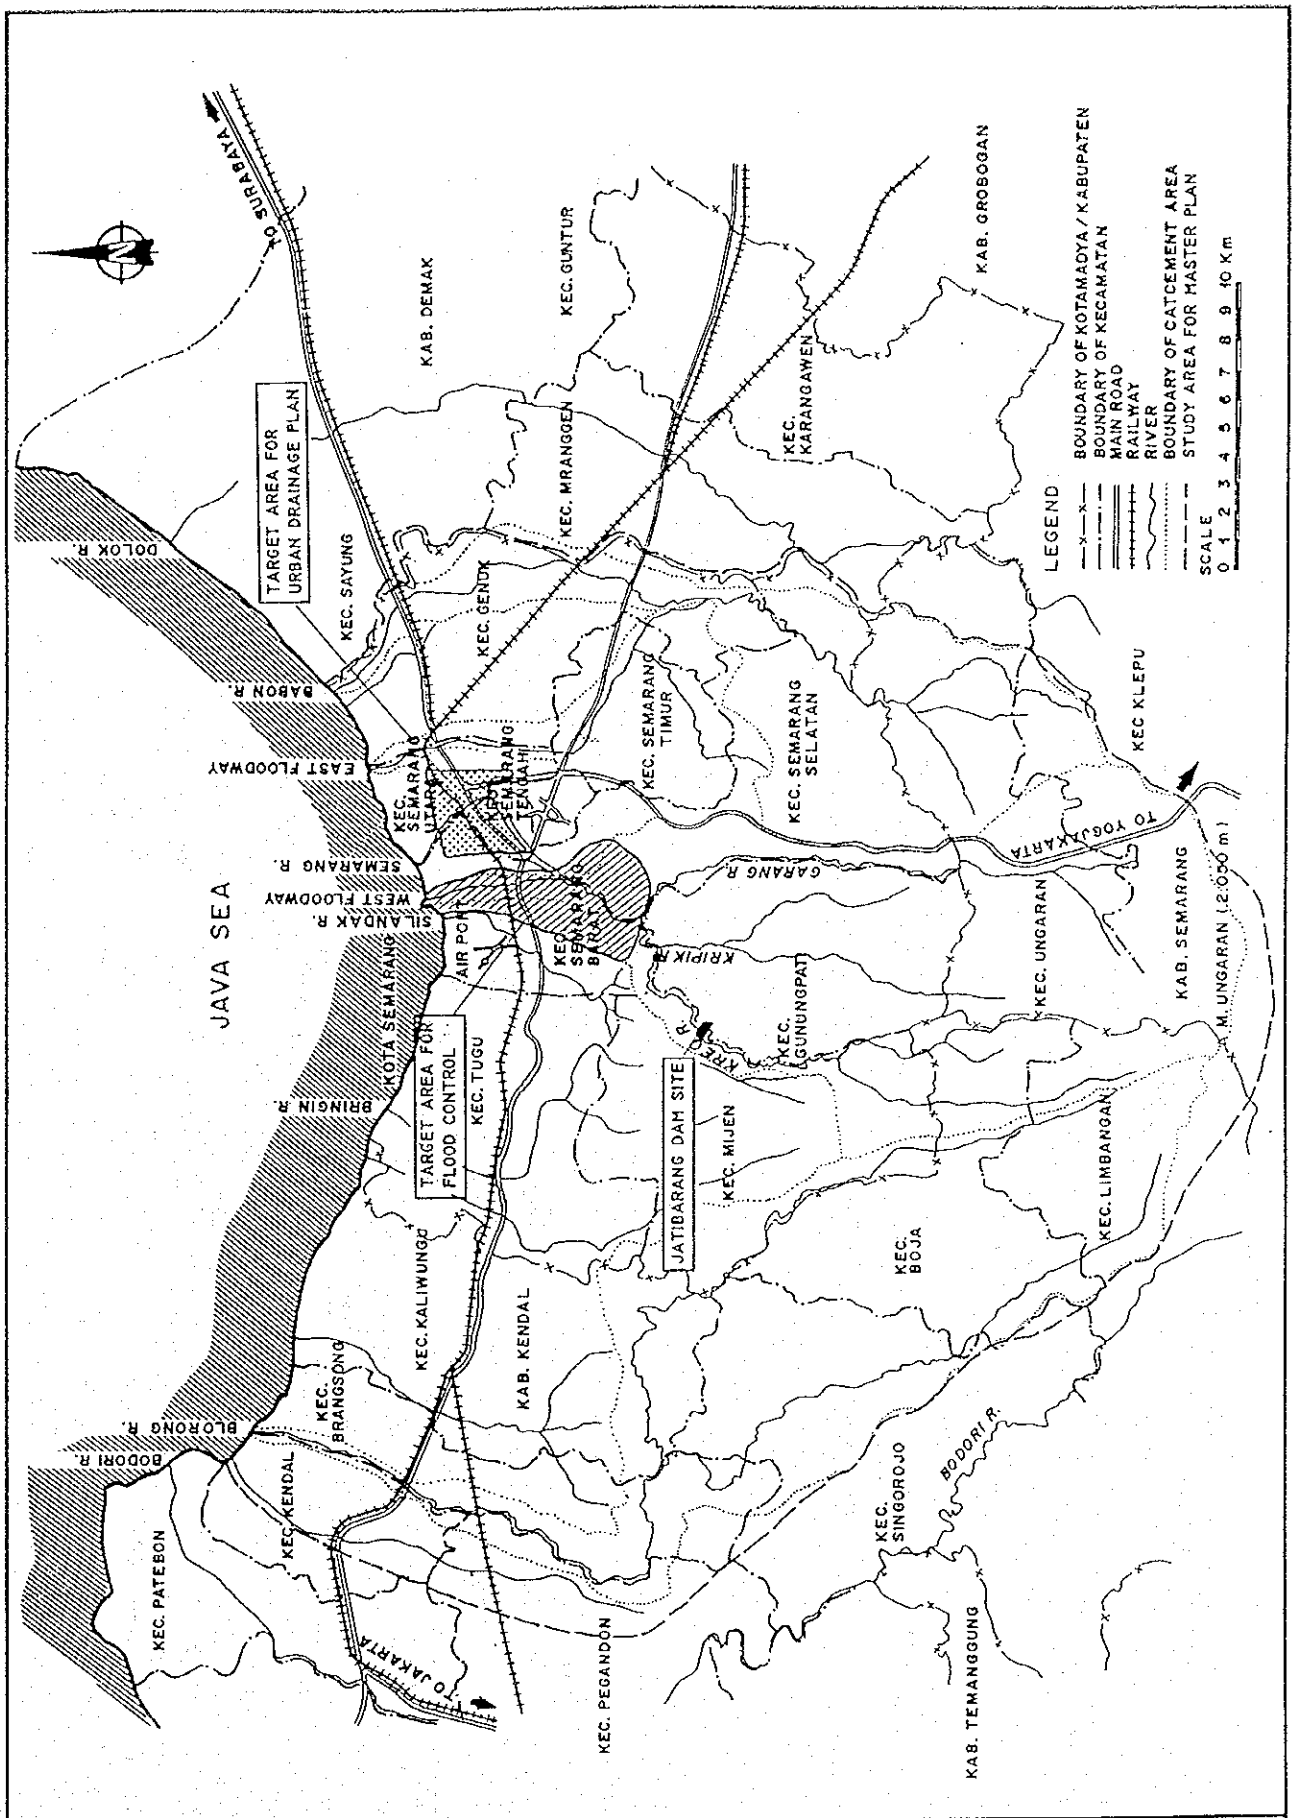 JAVA SEA
N
TO SURABAYA
DOLOK R.
BABON R.
EAST FLOODWAY
SEMARANG R.
WEST FLOODWAY
SILANDAK R.
KOTA SEMARANG
BRINGIN R.
BLORONG R.
BODORI R.
TARGET AREA FOR
URBAN DRAINAGE PLAN
TARGET AREA FOR
FLOOD CONTROL
JATIBARANG DAM SITE
KEC. PATEBON
KEC. KENDAL
KEC.
BRANGSONG
KEC. KALIWUNGU
KEC. TUGU
AIR PORT
KEC.
SEMARANG
UTARA
KEC.
SEMARANG
TENGAH
KEC.
SEMARANG
BARAT
KEC. SAYUNG
KEC. GENUK
KAB. DEMAK
KEC. MRANGGEN
KEC. GUNTUR
KEC.
KARANGAWEN
KAB. GROBOGAN
KEC. SEMARANG
TIMUR
KEC. SEMARANG
SELATAN
GARANG R.
KRIPIK R.
KRE R.
KEC.
GUNUNGPATI
KEC. MIJEN
KAB. KENDAL
TO JAKARTA
KEC. PEGANDON
KEC.
SINGOROJO
BODORI R.
KAB. TEMANGGUNG
KEC.
BOJA
KEC. LIMBANGAN
KEC. UNGARAN
M. UNGARAN (2.050 m)
KAB. SEMARANG
TO YOGJAKARTA
KEC KLEPU
LEGEND
BOUNDARY OF KOTAMADYA / KABUPATEN
BOUNDARY OF KECAMATAN
MAIN ROAD
RAILWAY
RIVER
BOUNDARY OF CATCEMENT AREA
STUDY AREA FOR MASTER PLAN
SCALE
0 1 2 3 4 5 6 7 8 9 10 Km